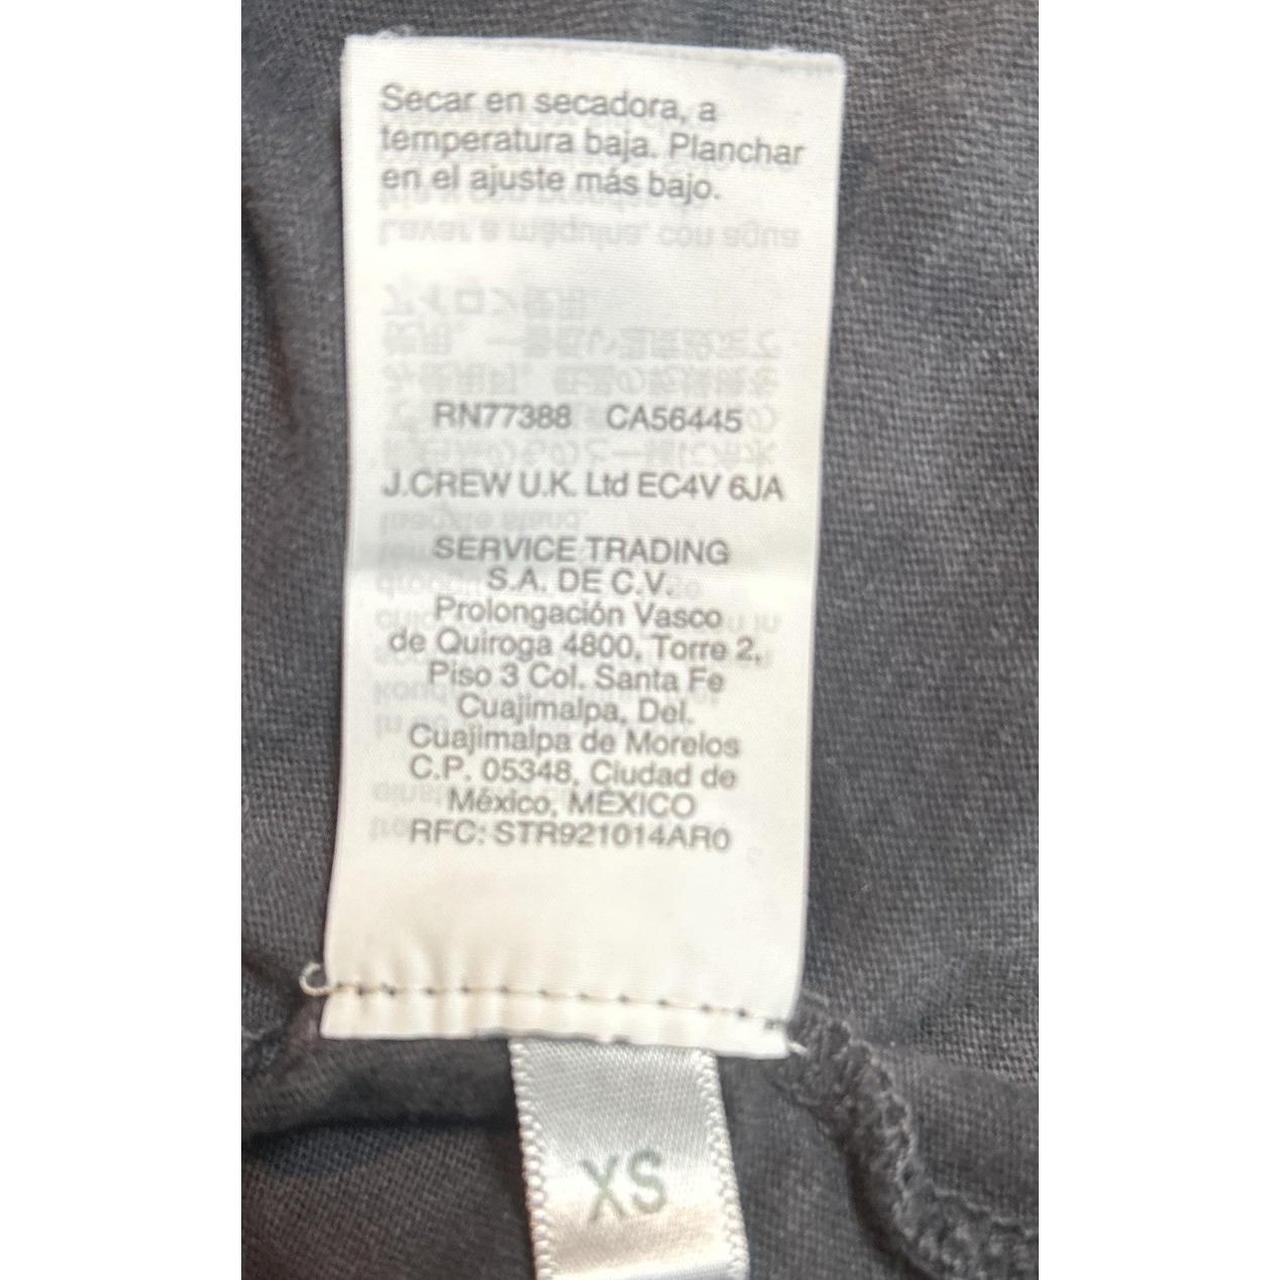 Secar en secadora, a
temperatura baja. Planchar
en el ajuste más bajo.
RN77388 CA56445
J.CREW U.K. Ltd EC4V 6JA
SERVICE TRADING
S.A. DE C.V.
Prolongación Vasco
de Quiroga 4800, Torre 2,
Piso 3 Col. Santa Fe
Cuajimalpa, Del.
Cuajimalpa de Morelos
C.P. 05348, Ciudad de
México, MÉXICO
RFC: STR921014AR0
XS